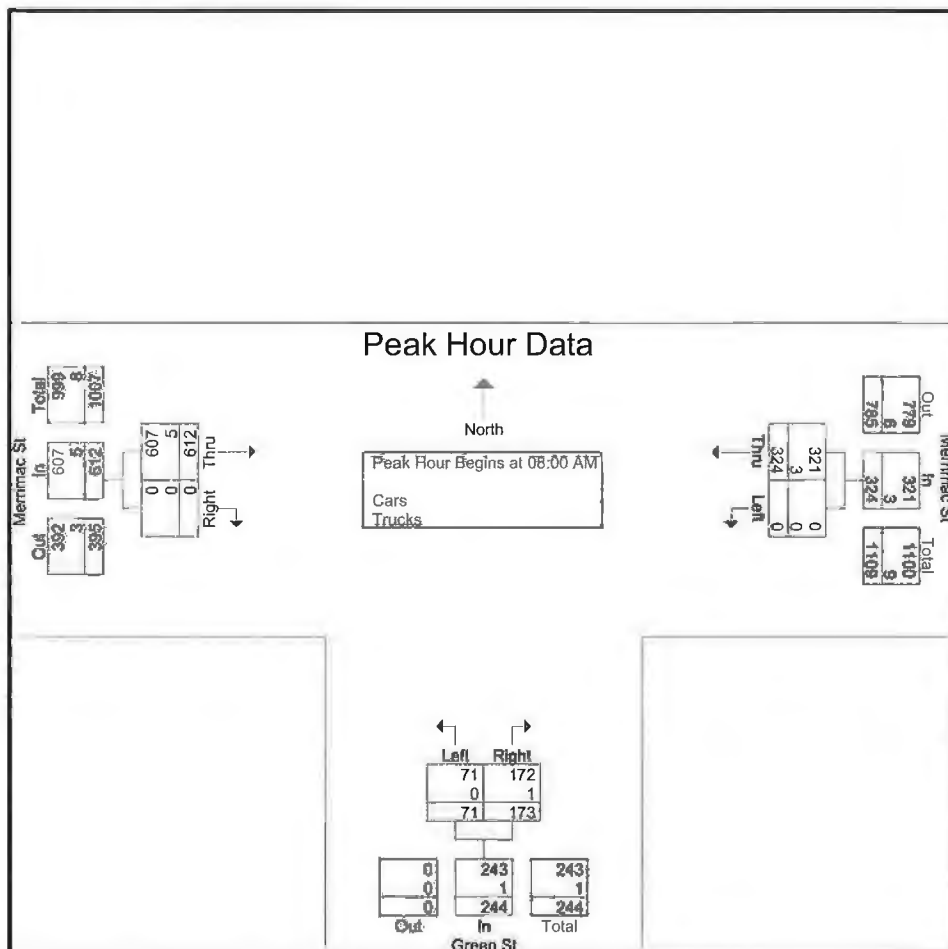 Peak Hour Data
North
Peak Hour Begins at 08:00 AM
Cars
Trucks
Merrimac St
Total
999
8
1007
In
607
5
612
Out
392
3
395
Thru
607
5
612
Right
0
0
0
Merrimac St
Out
779
6
785
In
321
3
324
Total
1100
9
1109
Thru
321
3
324
Left
0
0
0
Left Right
71 172
0 1
71 173
0 243 243
0 1 1
0 244 244
Out In Total
Green St